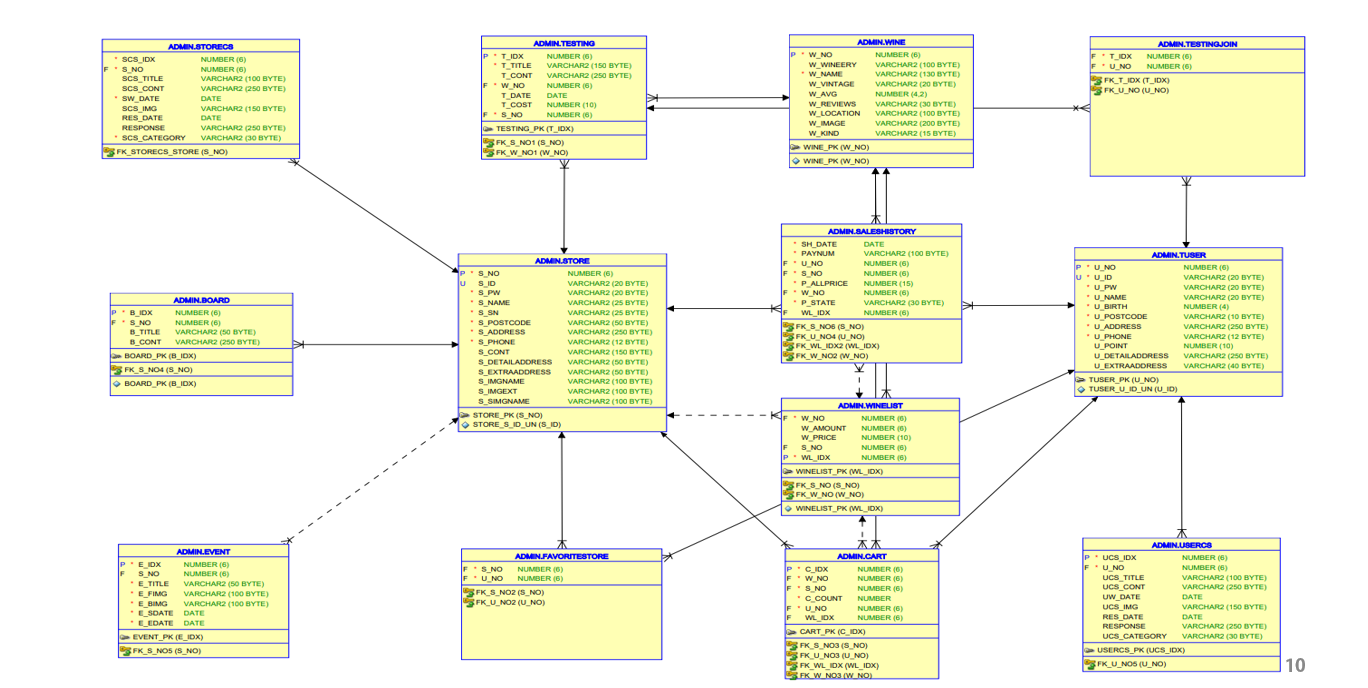 ADMIN.STORECS
* SCS_IDX NUMBER (6)
F * S_NO NUMBER (6)
SCS_TITLE VARCHAR2 (100 BYTE)
SCS_CONT VARCHAR2 (250 BYTE)
* SW_DATE DATE
SCS_IMG VARCHAR2 (150 BYTE)
RES_DATE DATE
RESPONSE VARCHAR2 (250 BYTE)
* SCS_CATEGORY VARCHAR2 (30 BYTE)
FK_STORECS_STORE (S_NO)
ADMIN.TESTING
P * T_IDX NUMBER (6)
* T_TITLE VARCHAR2 (150 BYTE)
T_CONT VARCHAR2 (250 BYTE)
F * W_NO NUMBER (6)
T_DATE DATE
T_COST NUMBER (10)
F * S_NO NUMBER (6)
TESTING_PK (T_IDX)
FK_S_NO1 (S_NO)
FK_W_NO1 (W_NO)
ADMIN.WINE
P * W_NO NUMBER (6)
W_WINEERY VARCHAR2 (100 BYTE)
* W_NAME VARCHAR2 (130 BYTE)
W_VINTAGE VARCHAR2 (20 BYTE)
W_AVG NUMBER (4,2)
W_REVIEWS VARCHAR2 (30 BYTE)
W_LOCATION VARCHAR2 (100 BYTE)
W_IMAGE VARCHAR2 (200 BYTE)
W_KIND VARCHAR2 (15 BYTE)
WINE_PK (W_NO)
WINE_PK (W_NO)
ADMIN.TESTINGJOIN
F * T_IDX NUMBER (6)
F * U_NO NUMBER (6)
FK_T_IDX (T_IDX)
FK_U_NO (U_NO)
ADMIN.STORE
P * S_NO NUMBER (6)
U S_ID VARCHAR2 (20 BYTE)
* S_PW VARCHAR2 (20 BYTE)
* S_NAME VARCHAR2 (25 BYTE)
* S_SN VARCHAR2 (25 BYTE)
* S_POSTCODE VARCHAR2 (50 BYTE)
* S_ADDRESS VARCHAR2 (250 BYTE)
* S_PHONE VARCHAR2 (12 BYTE)
S_CONT VARCHAR2 (150 BYTE)
S_DETAILADDRESS VARCHAR2 (50 BYTE)
S_EXTRAADDRESS VARCHAR2 (50 BYTE)
S_IMGNAME VARCHAR2 (100 BYTE)
S_IMGEXT VARCHAR2 (100 BYTE)
S_SIMGNAME VARCHAR2 (100 BYTE)
STORE_PK (S_NO)
STORE_S_ID_UN (S_ID)
ADMIN.SALESHISTORY
* SH_DATE DATE
* PAYNUM VARCHAR2 (100 BYTE)
F * U_NO NUMBER (6)
F * S_NO NUMBER (6)
* P_ALLPRICE NUMBER (15)
F * W_NO NUMBER (6)
* P_STATE VARCHAR2 (30 BYTE)
F WL_IDX NUMBER (6)
FK_S_NO6 (S_NO)
FK_U_NO4 (U_NO)
FK_WL_IDX2 (WL_IDX)
FK_W_NO2 (W_NO)
ADMIN.TUSER
P * U_NO NUMBER (6)
U * U_ID VARCHAR2 (20 BYTE)
* U_PW VARCHAR2 (20 BYTE)
* U_NAME VARCHAR2 (20 BYTE)
* U_BIRTH NUMBER (4)
* U_POSTCODE VARCHAR2 (10 BYTE)
* U_ADDRESS VARCHAR2 (250 BYTE)
* U_PHONE VARCHAR2 (12 BYTE)
U_POINT NUMBER (10)
U_DETAILADDRESS VARCHAR2 (250 BYTE)
U_EXTRAADDRESS VARCHAR2 (40 BYTE)
TUSER_PK (U_NO)
TUSER_U_ID_UN (U_ID)
ADMIN.BOARD
P * B_IDX NUMBER (6)
F * S_NO NUMBER (6)
B_TITLE VARCHAR2 (50 BYTE)
B_CONT VARCHAR2 (250 BYTE)
BOARD_PK (B_IDX)
FK_S_NO4 (S_NO)
BOARD_PK (B_IDX)
ADMIN.WINELIST
F * W_NO NUMBER (6)
W_AMOUNT NUMBER (6)
W_PRICE NUMBER (10)
F S_NO NUMBER (6)
P * WL_IDX NUMBER (6)
WINELIST_PK (WL_IDX)
FK_S_NO (S_NO)
FK_W_NO (W_NO)
WINELIST_PK (WL_IDX)
ADMIN.EVENT
P * E_IDX NUMBER (6)
F S_NO NUMBER (6)
* E_TITLE VARCHAR2 (50 BYTE)
* E_FIMG VARCHAR2 (100 BYTE)
* E_BIMG VARCHAR2 (100 BYTE)
* E_SDATE DATE
* E_EDATE DATE
EVENT_PK (E_IDX)
FK_S_NO5 (S_NO)
ADMIN.FAVORITESTORE
F * S_NO NUMBER (6)
F * U_NO NUMBER (6)
FK_S_NO2 (S_NO)
FK_U_NO2 (U_NO)
ADMIN.CART
P * C_IDX NUMBER (6)
F * W_NO NUMBER (6)
F * S_NO NUMBER (6)
* C_COUNT NUMBER
F * U_NO NUMBER (6)
F WL_IDX NUMBER (6)
CART_PK (C_IDX)
FK_S_NO3 (S_NO)
FK_U_NO3 (U_NO)
FK_WL_IDX (WL_IDX)
FK_W_NO3 (W_NO)
ADMIN.USERCS
P * UCS_IDX NUMBER (6)
F * U_NO NUMBER (6)
UCS_TITLE VARCHAR2 (100 BYTE)
UCS_CONT VARCHAR2 (250 BYTE)
UW_DATE DATE
UCS_IMG VARCHAR2 (150 BYTE)
RES_DATE DATE
RESPONSE VARCHAR2 (250 BYTE)
UCS_CATEGORY VARCHAR2 (30 BYTE)
USERCS_PK (UCS_IDX)
FK_U_NO5 (U_NO)
10